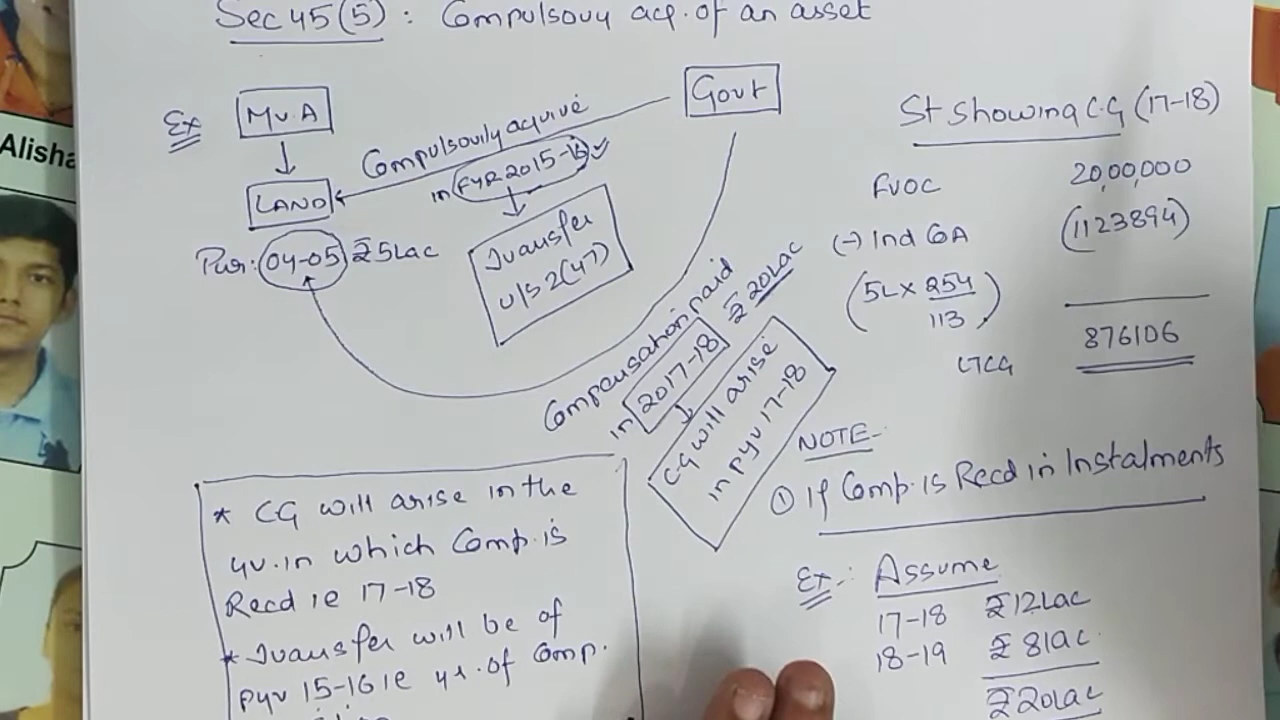 Sec 45(5) : Compulsory acq. of an asset
Alisha
Ex
Mr A
LAND
Pur: 04-05 ₹5Lac
Govt
Compulsorily acquire
in FYR 2015-16
Transfer
u/s 2(47)
Compensation paid
in 2017-18 ₹20Lac
CG will arise
in pyr 17-18
* CG will arise in the
yr. in which Comp. is
Recd ie 17-18
* Transfer will be of
pyr 15-16 ie yr. of Comp.
St Showing C.G (17-18)
FVOC 20,00,000
(-) Ind COA (1123894)
(5L × 254
113)
LTCG 876106
NOTE-
① If Comp. is Recd in Instalments
Ex:- Assume
17-18 ₹12Lac
18-19 ₹8lac
₹20lac